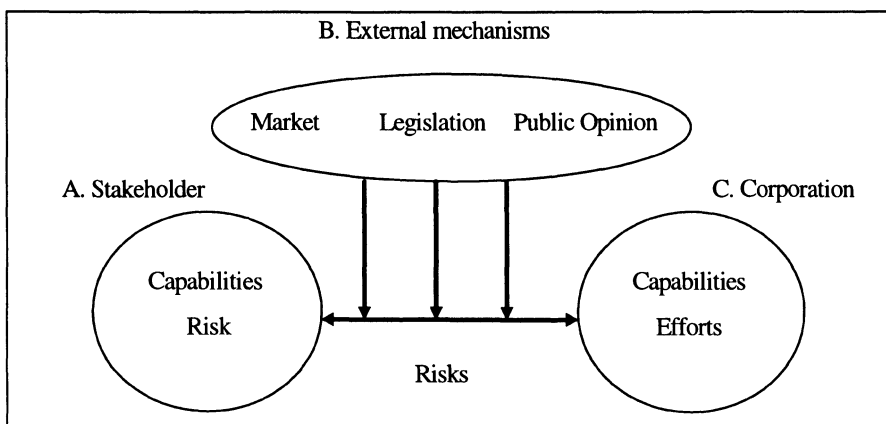 B. External mechanisms
Market Legislation Public Opinion
A. Stakeholder
C. Corporation
Capabilities
Risk
Capabilities
Efforts
Risks